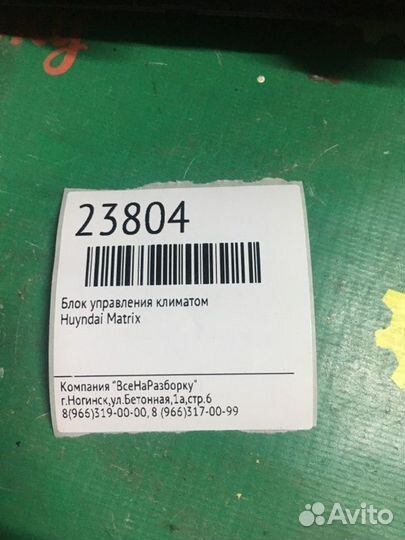 23804
Блок управления климатом
Huyndai Matrix
Компания "ВсеНаРазборку"
г.Ногинск,ул.Бетонная,1а,стр.6
8(966)319-00-00, 8 (966)317-00-99
Avito